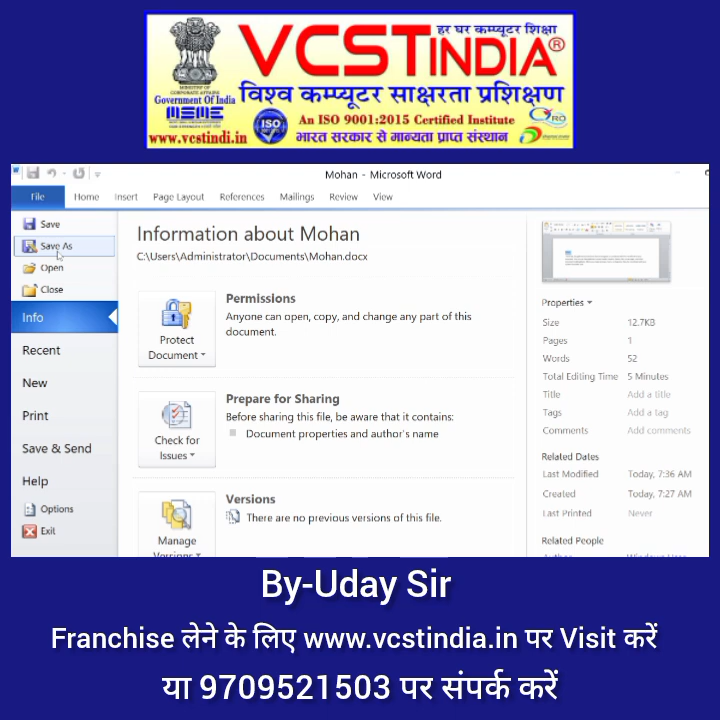 हर घर कम्प्यूटर शिक्षा
VCSTINDIA®
MINISTRY OF
CORPORATE AFFAIRS
Government Of India
विश्व कम्प्यूटर साक्षरता प्रशिक्षण
MSME
ISO
An ISO 9001:2015 Certified Institute
www.vcstindi.in
भारत सरकार से मान्यता प्राप्त संस्थान
Mohan - Microsoft Word
File Home Insert Page Layout References Mailings Review View
Save
Save As
Open
Close
Info
Recent
New
Print
Save & Send
Help
Options
Exit
Information about Mohan
C:\Users\Administrator\Documents\Mohan.docx
Protect
Document
Permissions
Anyone can open, copy, and change any part of this
document.
Check for
Issues
Prepare for Sharing
Before sharing this file, be aware that it contains:
Document properties and author's name
Manage
Versions
Versions
There are no previous versions of this file.
Properties
Size 12.7KB
Pages 1
Words 52
Total Editing Time 5 Minutes
Title Add a title
Tags Add a tag
Comments Add comments
Related Dates
Last Modified Today, 7:36 AM
Created Today, 7:27 AM
Last Printed Never
Related People
By-Uday Sir
Franchise लेने के लिए www.vcstindia.in पर Visit करें
या 9709521503 पर संपर्क करें